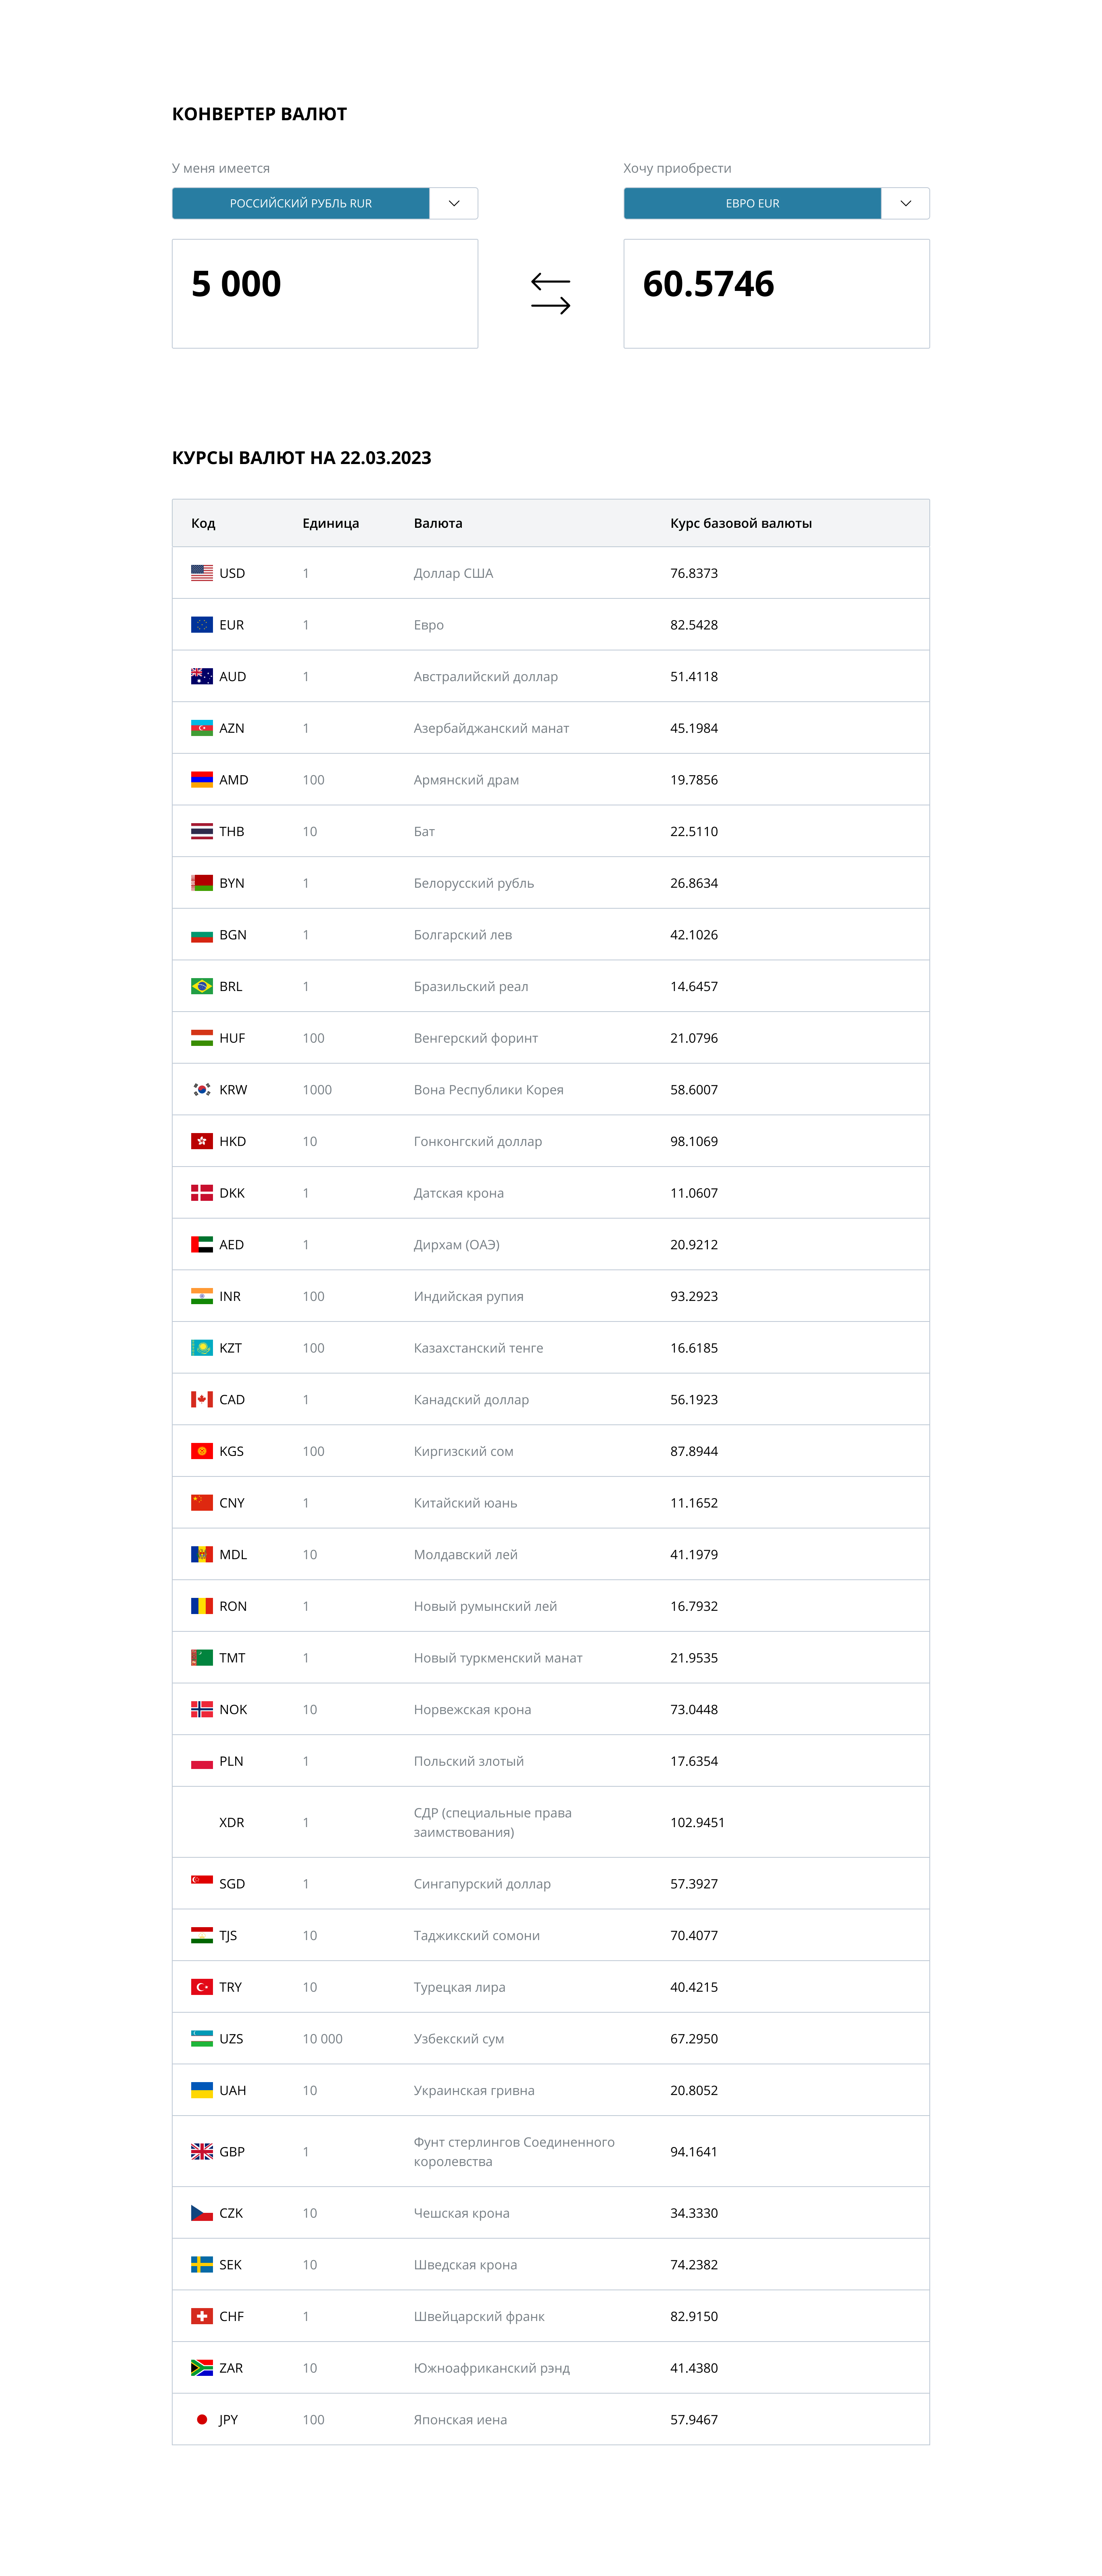 КОНВЕРТЕР ВАЛЮТ
У меня имеется
Хочу приобрести
РОССИЙСКИЙ РУБЛЬ RUR
ЕВРО EUR
5 000
60.5746
КУРСЫ ВАЛЮТ НА 22.03.2023
Код Единица Валюта Курс базовой валюты
USD 1 Доллар США 76.8373
EUR 1 Евро 82.5428
AUD 1 Австралийский доллар 51.4118
AZN 1 Азербайджанский манат 45.1984
AMD 100 Армянский драм 19.7856
THB 10 Бат 22.5110
BYN 1 Белорусский рубль 26.8634
BGN 1 Болгарский лев 42.1026
BRL 1 Бразильский реал 14.6457
HUF 100 Венгерский форинт 21.0796
KRW 1000 Вона Республики Корея 58.6007
HKD 10 Гонконгский доллар 98.1069
DKK 1 Датская крона 11.0607
AED 1 Дирхам (ОАЭ) 20.9212
INR 100 Индийская рупия 93.2923
KZT 100 Казахстанский тенге 16.6185
CAD 1 Канадский доллар 56.1923
KGS 100 Киргизский сом 87.8944
CNY 1 Китайский юань 11.1652
MDL 10 Молдавский лей 41.1979
RON 1 Новый румынский лей 16.7932
TMT 1 Новый туркменский манат 21.9535
NOK 10 Норвежская крона 73.0448
PLN 1 Польский злотый 17.6354
XDR 1 СДР (специальные права
заимствования) 102.9451
SGD 1 Сингапурский доллар 57.3927
TJS 10 Таджикский сомони 70.4077
TRY 10 Турецкая лира 40.4215
UZS 10 000 Узбекский сум 67.2950
UAH 10 Украинская гривна 20.8052
GBP 1 Фунт стерлингов Соединенного
королевства 94.1641
CZK 10 Чешская крона 34.3330
SEK 10 Шведская крона 74.2382
CHF 1 Швейцарский франк 82.9150
ZAR 10 Южноафриканский рэнд 41.4380
JPY 100 Японская иена 57.9467